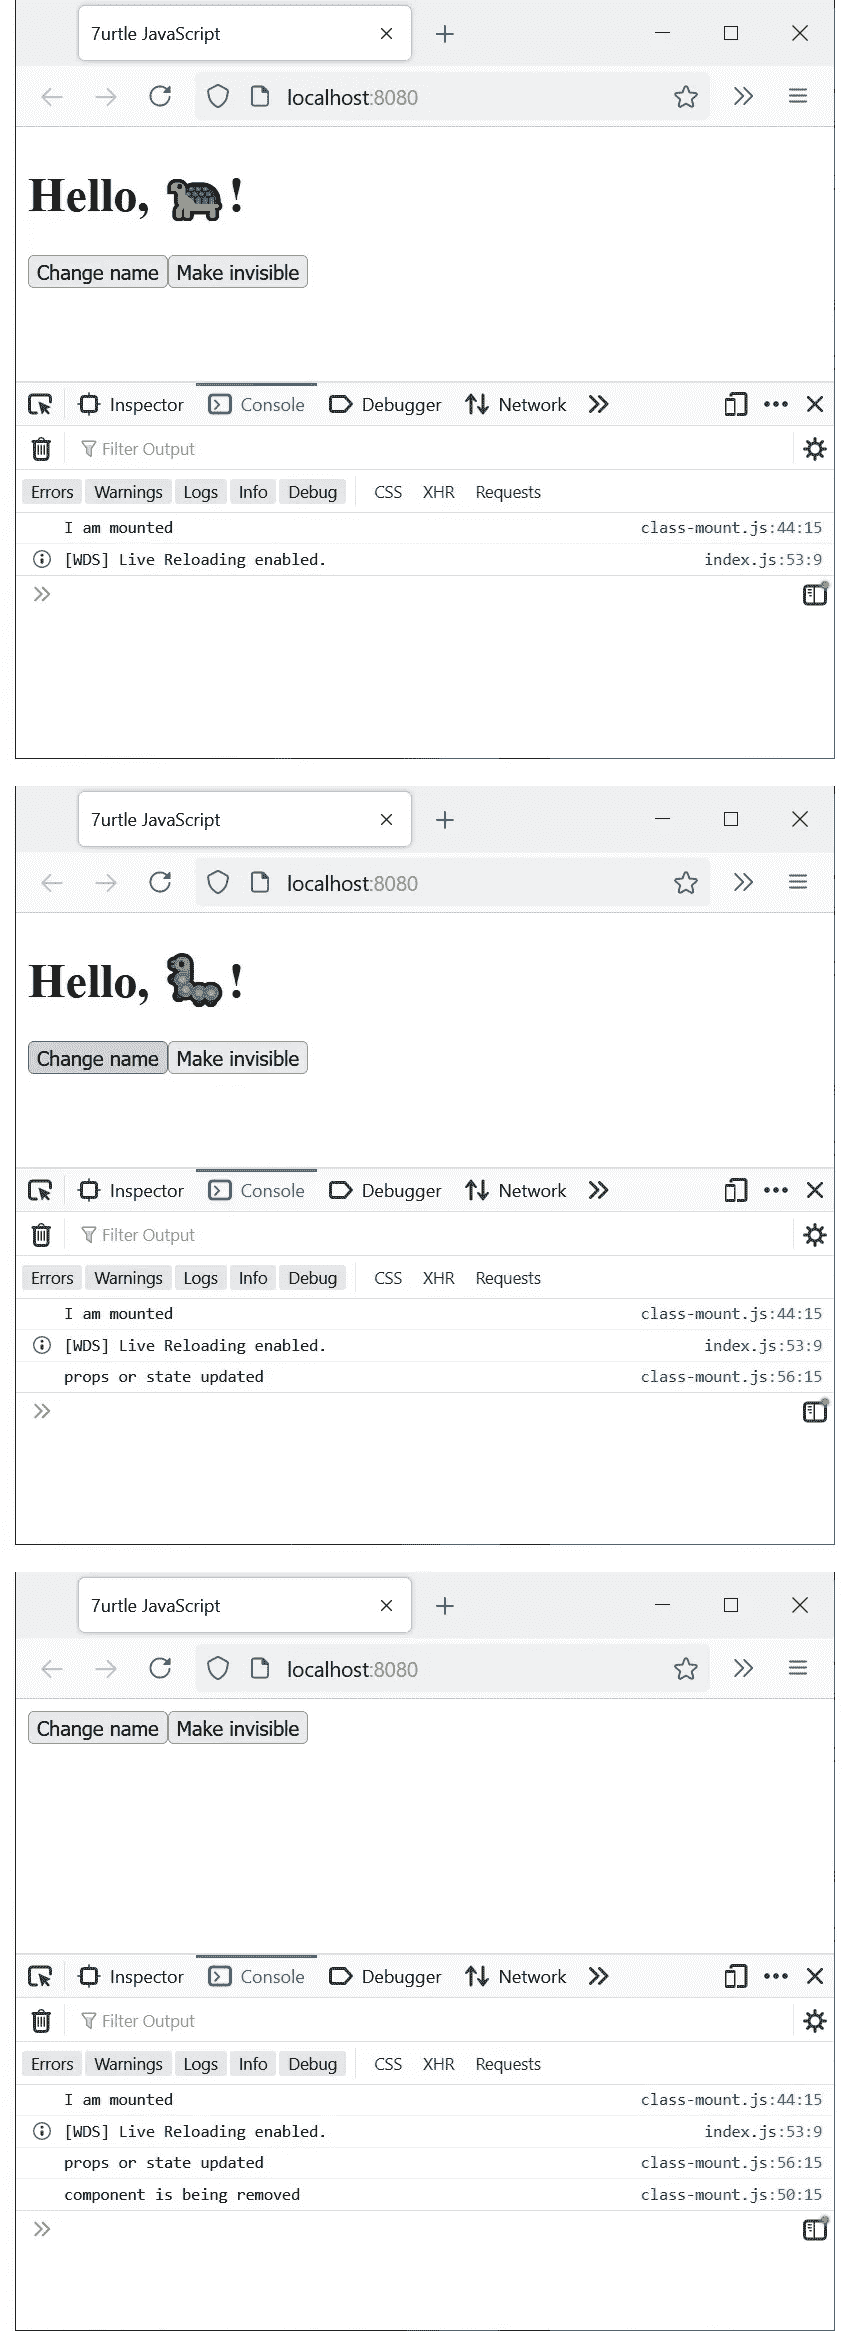 7urtle JavaScript
localhost:8080
Hello, 🐢!
Change name Make invisible
Inspector Console Debugger Network
Filter Output
Errors Warnings Logs Info Debug CSS XHR Requests
I am mounted class-mount.js:44:15
[WDS] Live Reloading enabled. index.js:53:9
7urtle JavaScript
localhost:8080
Hello, 🐛!
Change name Make invisible
Inspector Console Debugger Network
Filter Output
Errors Warnings Logs Info Debug CSS XHR Requests
I am mounted class-mount.js:44:15
[WDS] Live Reloading enabled. index.js:53:9
props or state updated class-mount.js:56:15
7urtle JavaScript
localhost:8080
Change name Make invisible
Inspector Console Debugger Network
Filter Output
Errors Warnings Logs Info Debug CSS XHR Requests
I am mounted class-mount.js:44:15
[WDS] Live Reloading enabled. index.js:53:9
props or state updated class-mount.js:56:15
component is being removed class-mount.js:50:15